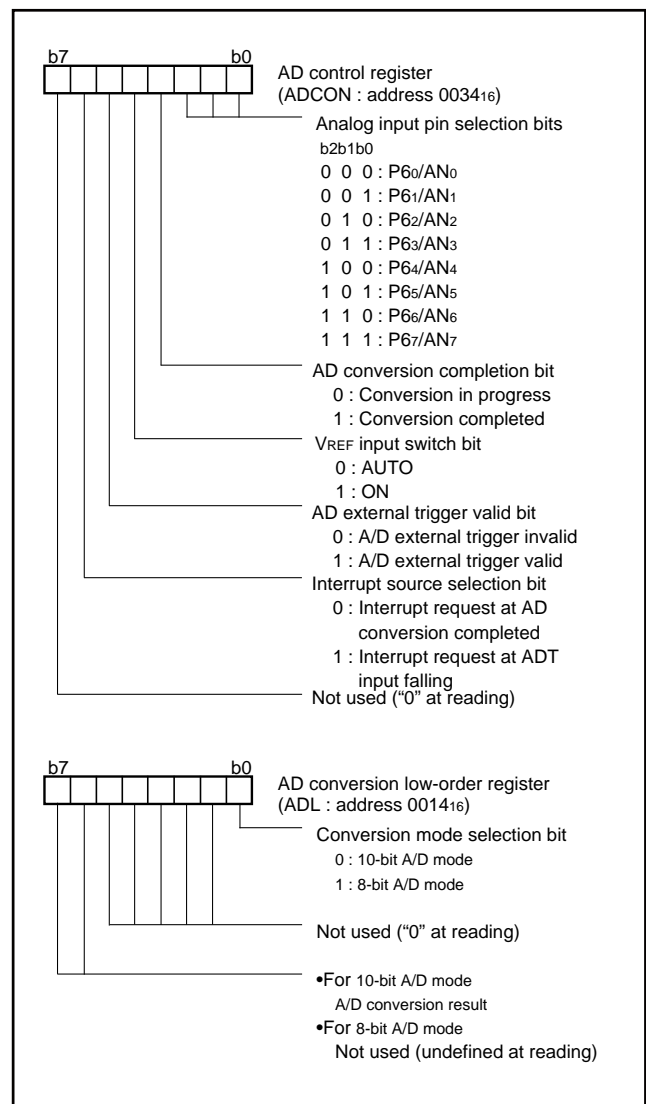 b7 b0
AD control register
(ADCON : address 003416)
Analog input pin selection bits
b2b1b0
0 0 0 : P60/AN0
0 0 1 : P61/AN1
0 1 0 : P62/AN2
0 1 1 : P63/AN3
1 0 0 : P64/AN4
1 0 1 : P65/AN5
1 1 0 : P66/AN6
1 1 1 : P67/AN7
AD conversion completion bit
0 : Conversion in progress
1 : Conversion completed
VREF input switch bit
0 : AUTO
1 : ON
AD external trigger valid bit
0 : A/D external trigger invalid
1 : A/D external trigger valid
Interrupt source selection bit
0 : Interrupt request at AD
conversion completed
1 : Interrupt request at ADT
input falling
Not used (“0” at reading)
b7 b0
AD conversion low-order register
(ADL : address 001416)
Conversion mode selection bit
0 : 10-bit A/D mode
1 : 8-bit A/D mode
Not used (“0” at reading)
•For 10-bit A/D mode
A/D conversion result
•For 8-bit A/D mode
Not used (undefined at reading)